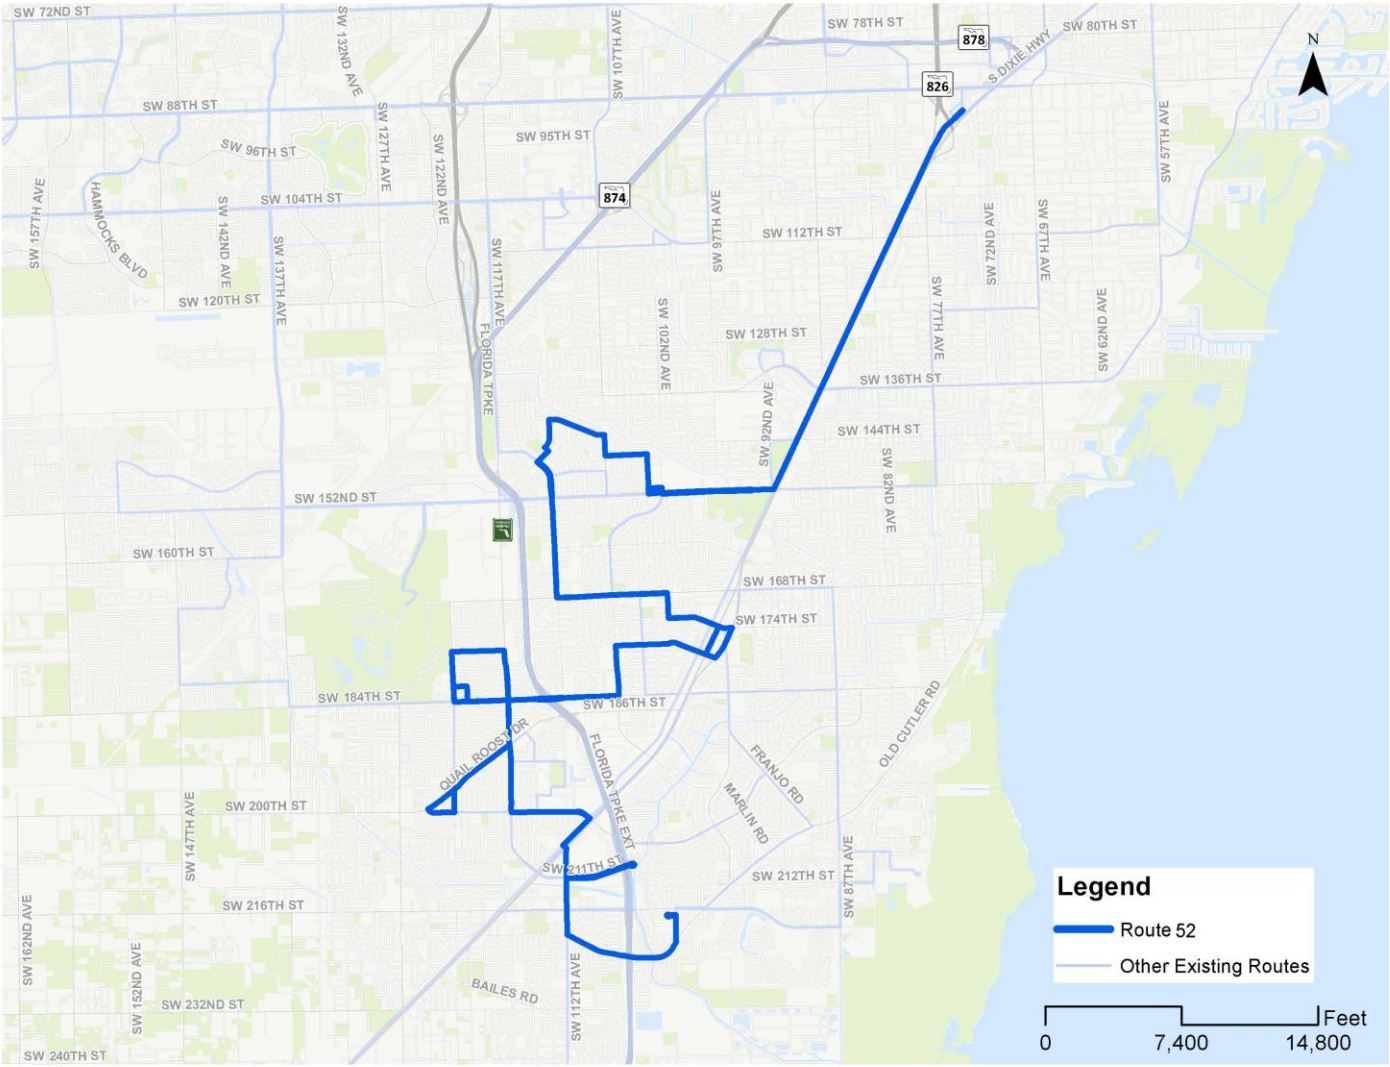 SW 72ND ST
SW 132ND AVE
SW 107TH AVE
SW 78TH ST
878
SW 80TH ST
S DIXIE HWY
N
826
SW 88TH ST
SW 127TH AVE
SW 122ND AVE
SW 95TH ST
SW 57TH AVE
SW 96TH ST
SW 157TH AVE
HAMMOCKS BLVD
SW 142ND AVE
SW 104TH ST
874
SW 97TH AVE
SW 112TH ST
SW 72ND AVE
SW 67TH AVE
SW 137TH AVE
SW 117TH AVE
SW 120TH ST
FLORIDA TPKE
SW 102ND AVE
SW 128TH ST
SW 77TH AVE
SW 62ND AVE
SW 136TH ST
SW 92ND AVE
SW 144TH ST
SW 82ND AVE
SW 152ND ST
SW 160TH ST
SW 168TH ST
SW 174TH ST
SW 184TH ST
SW 186TH ST
QUAIL ROOST DR
FLORIDA TPKE EXT
FRANJO RD
OLD CUTLER RD
MARLIN RD
SW 147TH AVE
SW 200TH ST
SW 211TH ST
SW 212TH ST
SW 87TH AVE
SW 216TH ST
SW 162ND AVE
SW 152ND AVE
BAILES RD
SW 112TH AVE
SW 232ND ST
SW 240TH ST
Legend
Route 52
Other Existing Routes
Feet
0 7,400 14,800